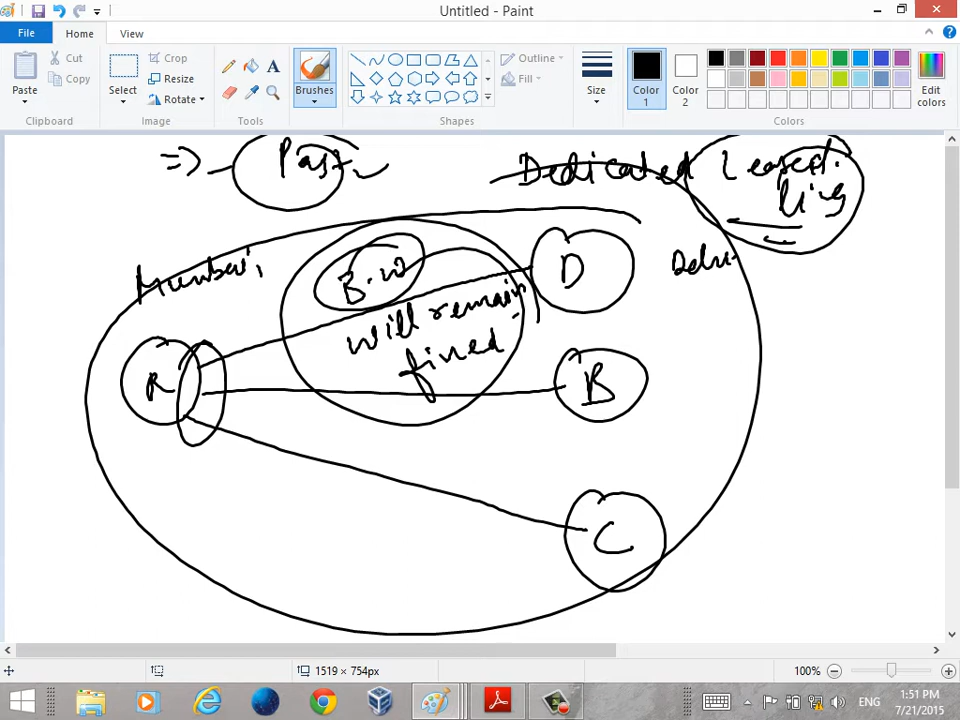 Untitled - Paint
File
Home
View
Paste
Cut
Copy
Clipboard
Select
Crop
Resize
Rotate
Image
A
Tools
Brushes
Shapes
Outline
Fill
Size
Color 1
Color 2
Edit colors
Colors
=> Past
Dedicated Leased
line
Mumbai
B.W
D
Delhi
Will remain
fixed
R
B
C
1519 × 754px
100%
ENG
1:51 PM
7/21/2015